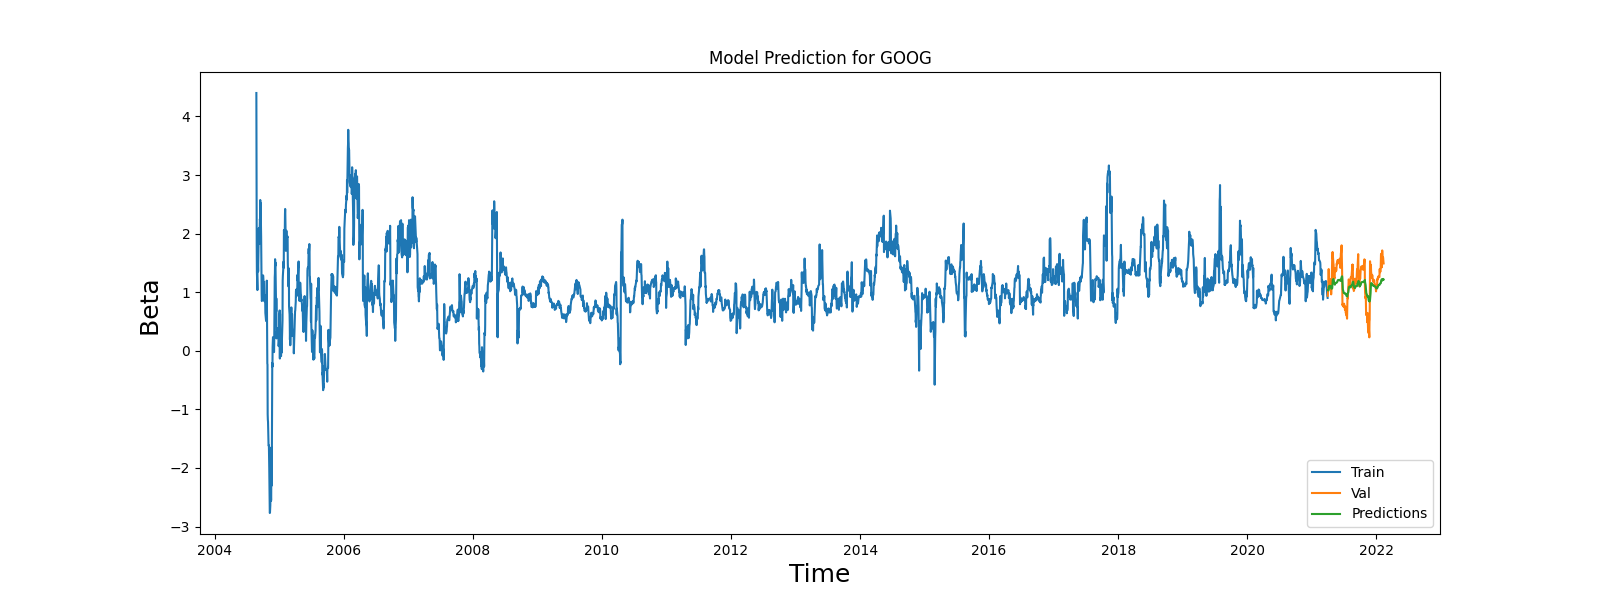 Model Prediction for GOOG
Beta
4
3
2
1
0
−1
−2
−3
2004 2006 2008 2010 2012 2014 2016 2018 2020 2022
Time
Train
Val
Predictions